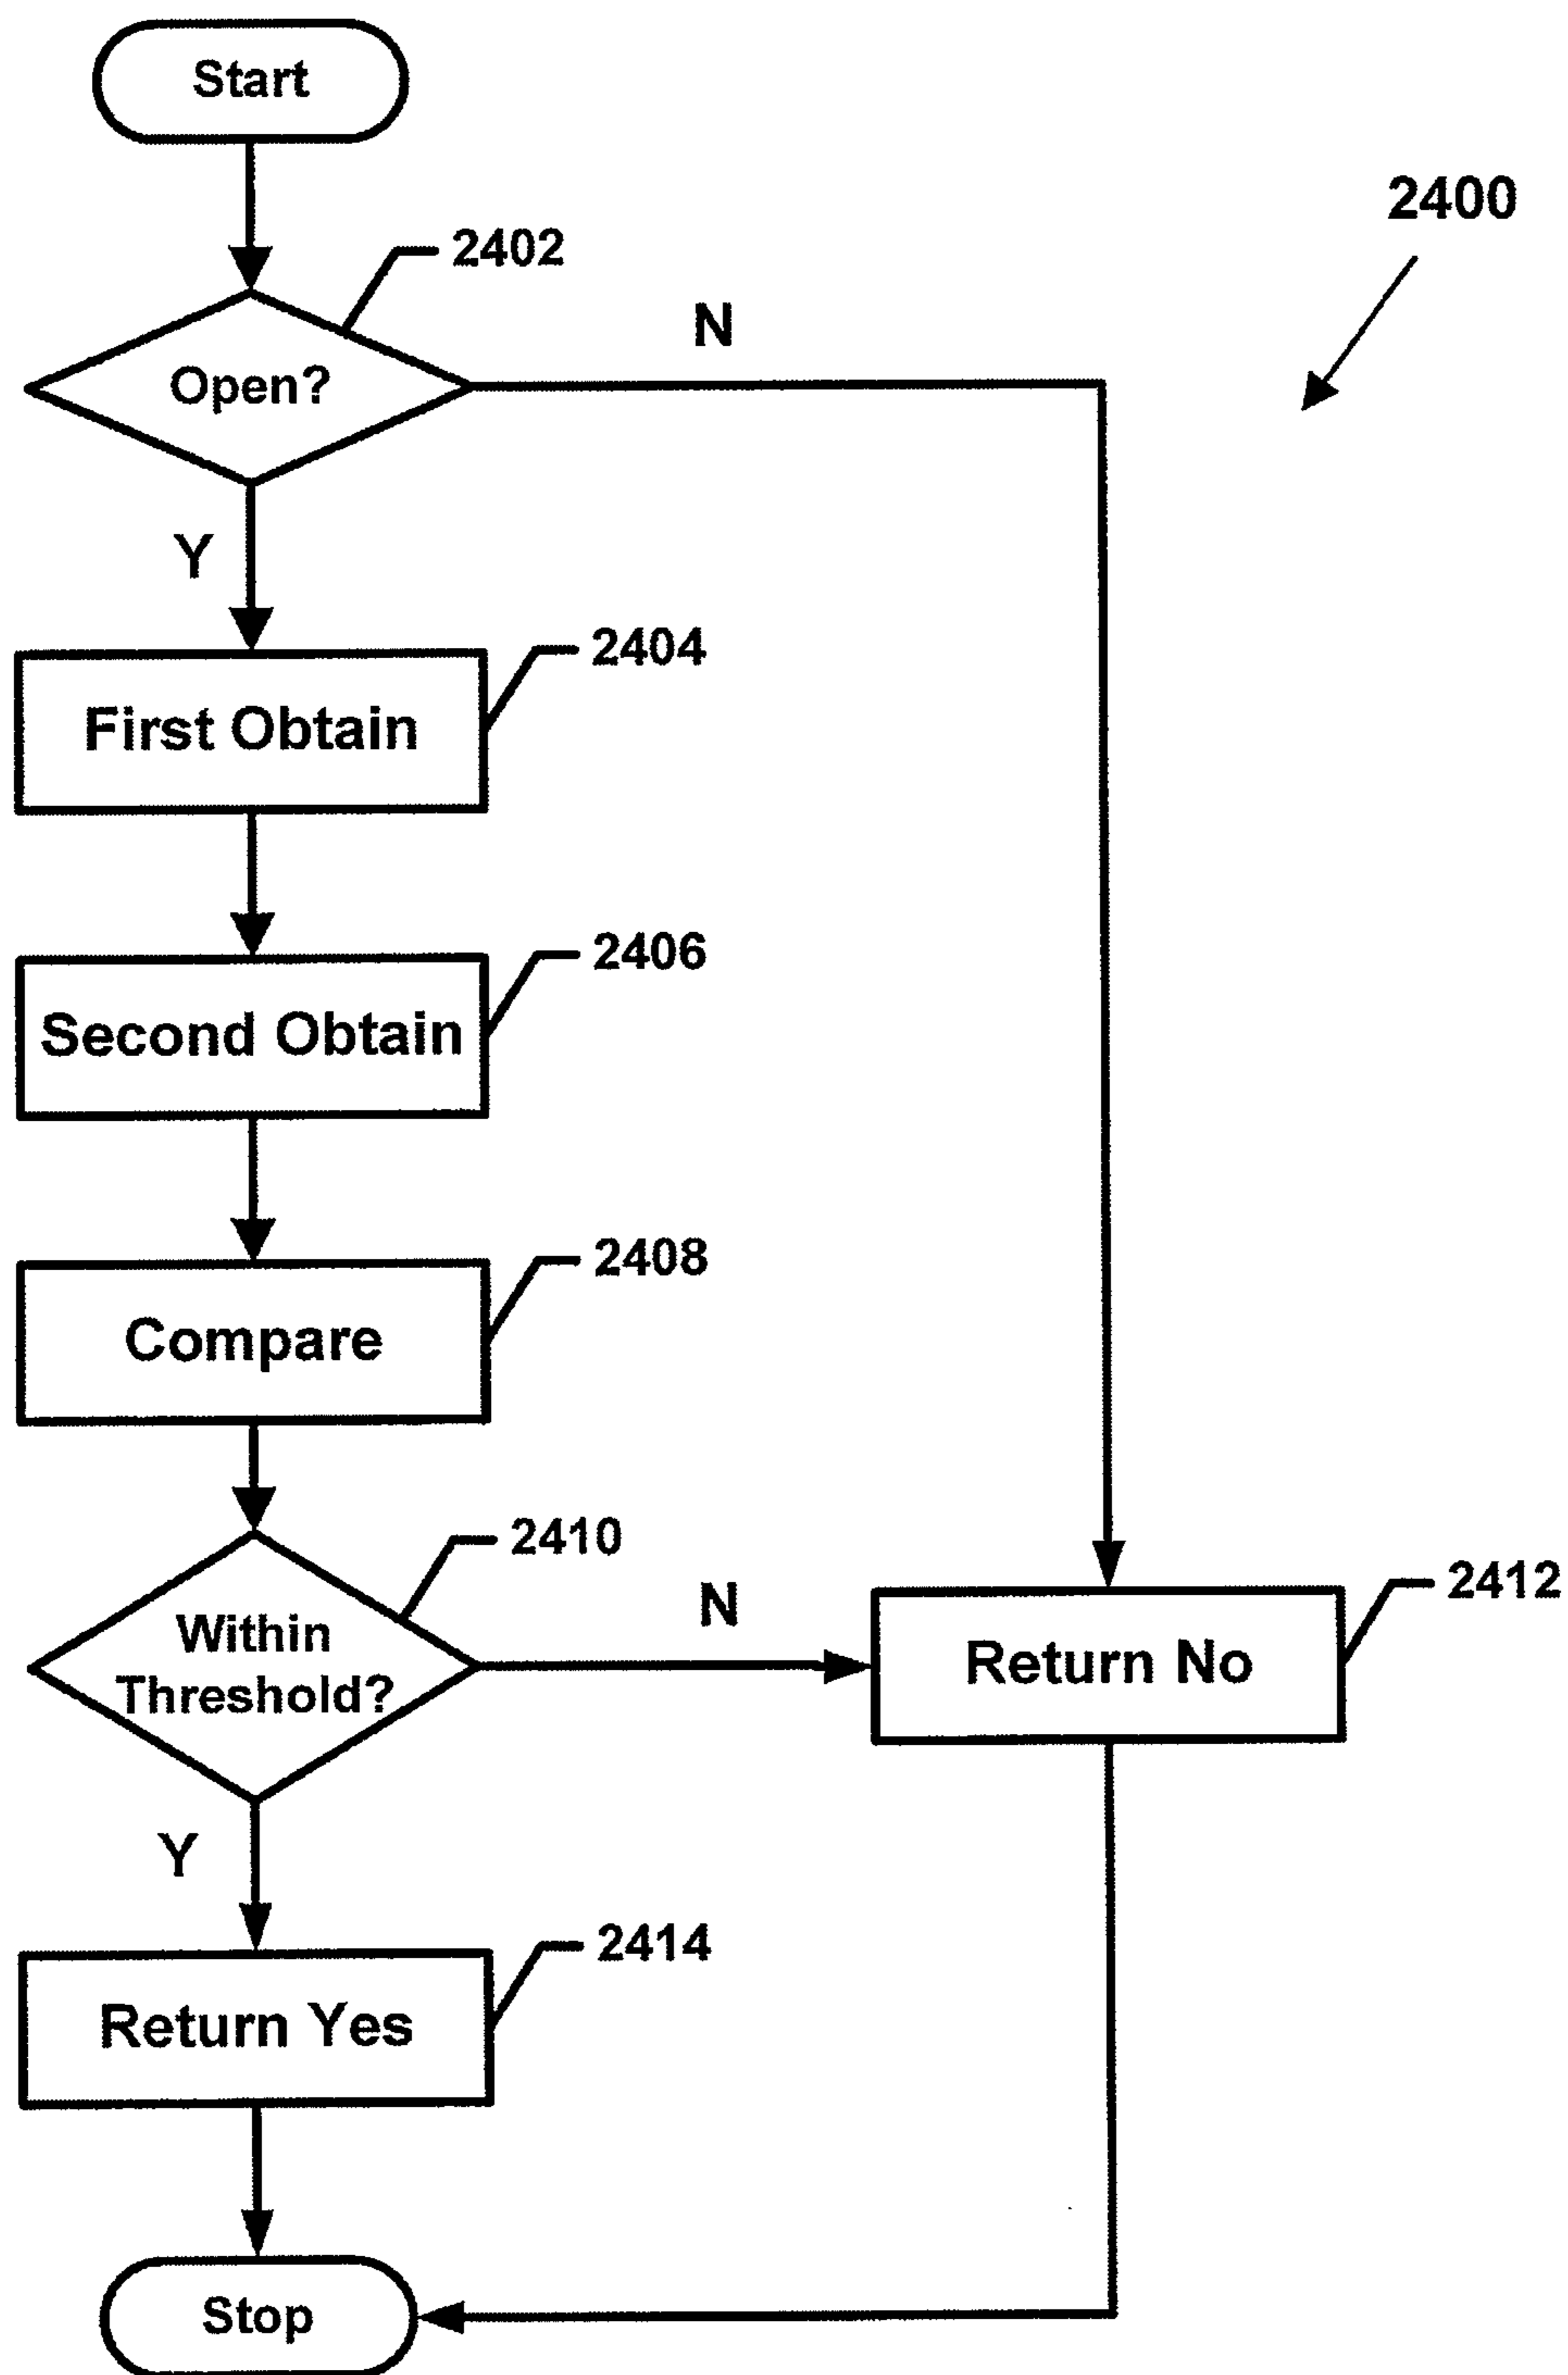 Start
2400
2402
N
Open?
Y
2404
First Obtain
2406
Second Obtain
2408
Compare
2410
N
2412
Within
Threshold?
Return No
Y
2414
Return Yes
Stop